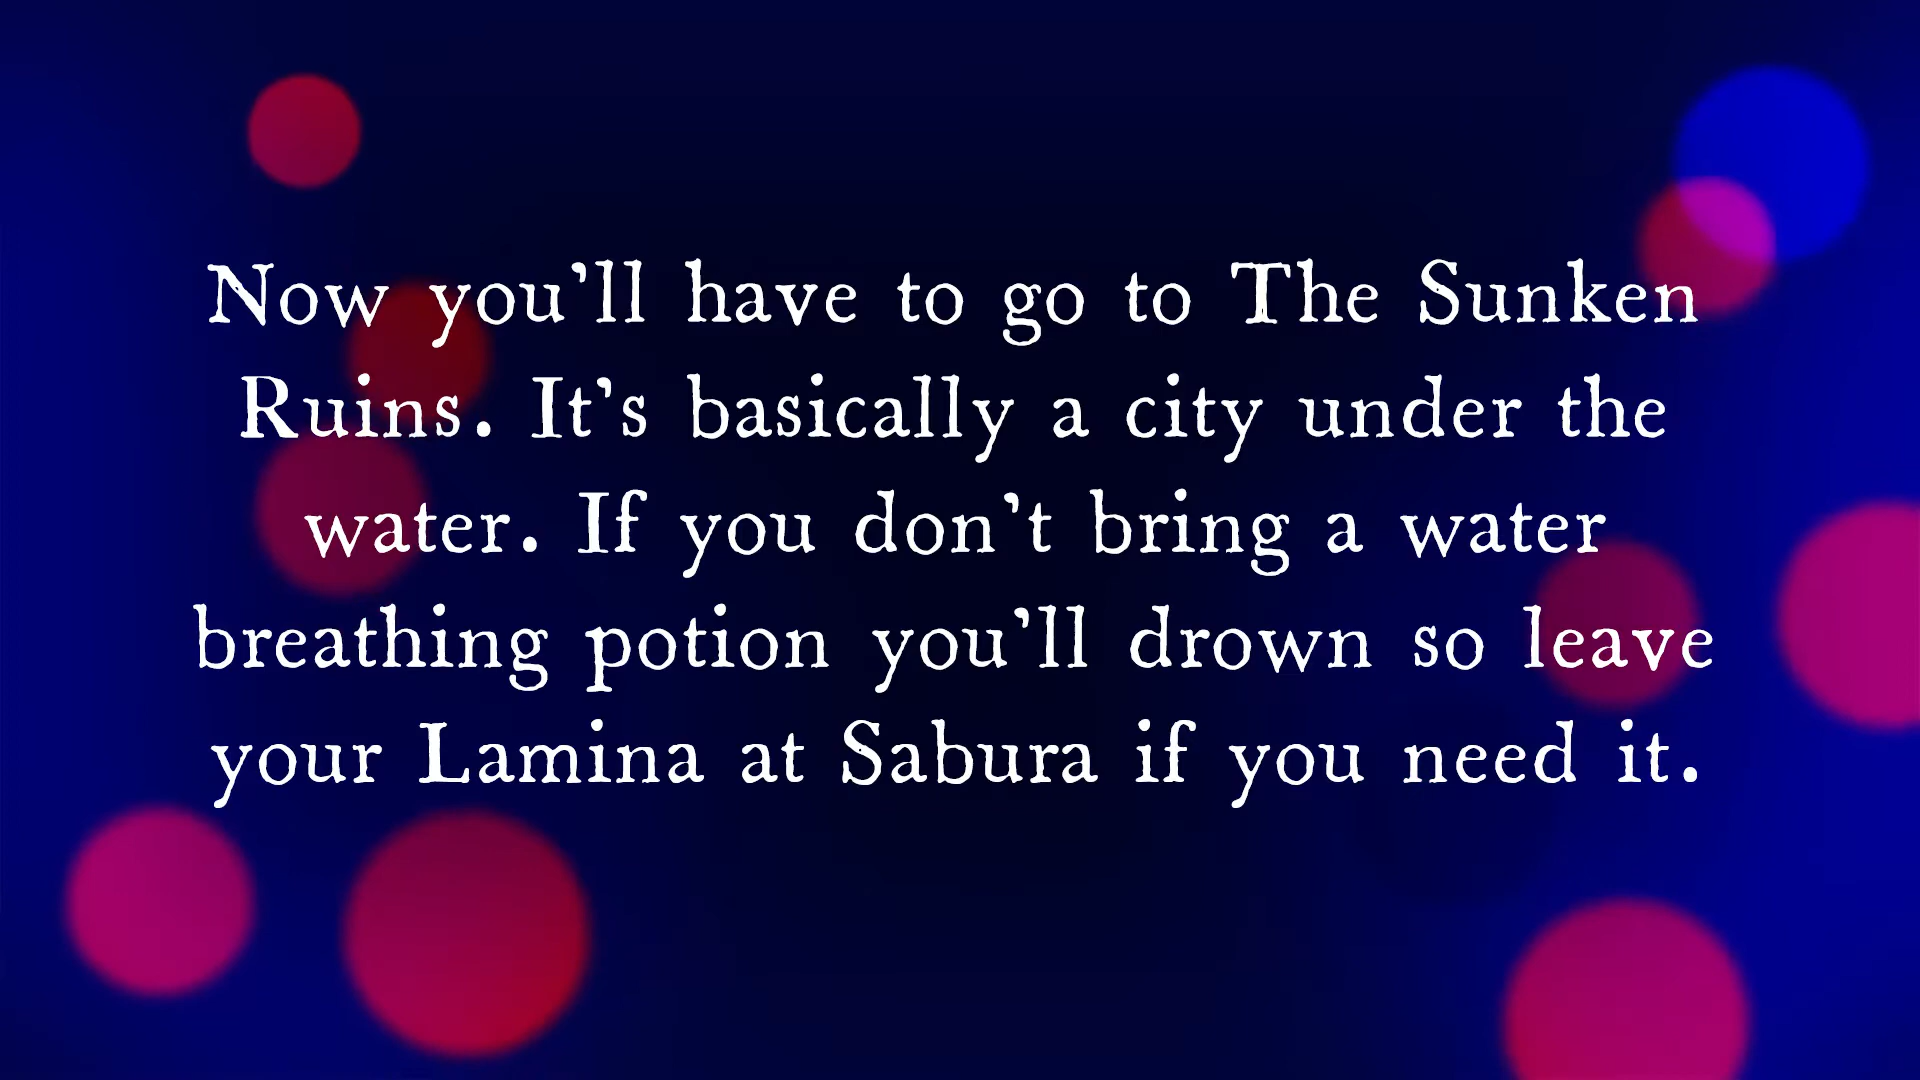 Now you’ll have to go to The Sunken
Ruins. It’s basically a city under the
water. If you don’t bring a water
breathing potion you’ll drown so leave
your Lamina at Sabura if you need it.